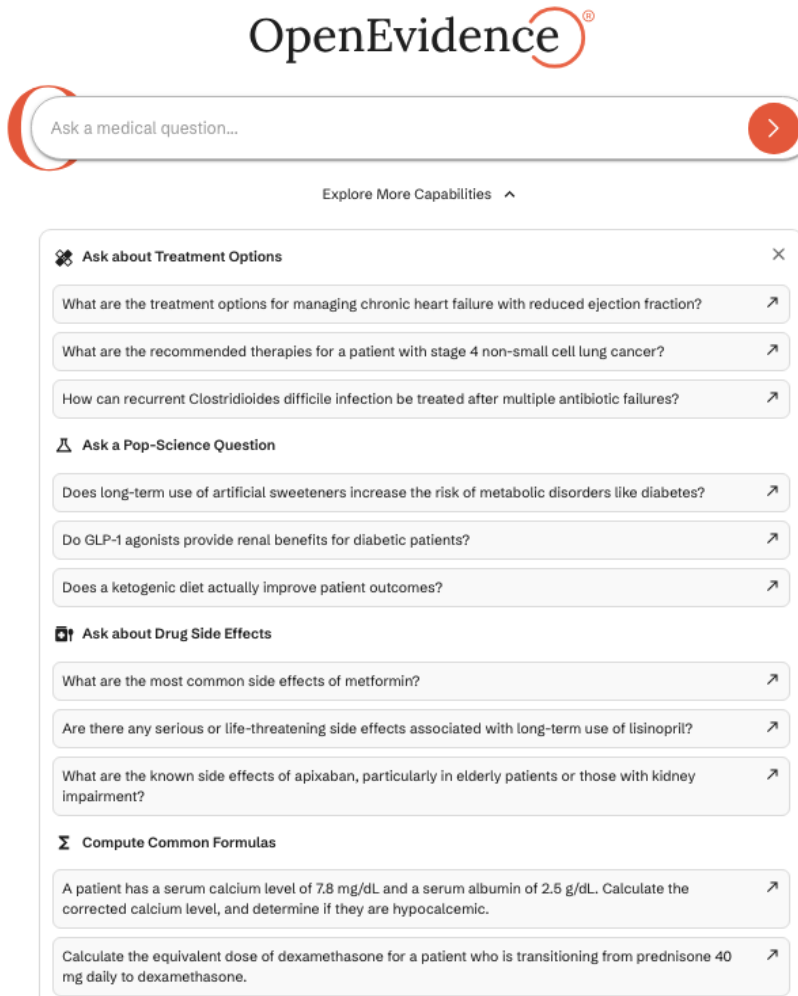 OpenEvidence®
Ask a medical question...
Explore More Capabilities
Ask about Treatment Options
What are the treatment options for managing chronic heart failure with reduced ejection fraction?
What are the recommended therapies for a patient with stage 4 non-small cell lung cancer?
How can recurrent Clostridioides difficile infection be treated after multiple antibiotic failures?
Ask a Pop-Science Question
Does long-term use of artificial sweeteners increase the risk of metabolic disorders like diabetes?
Do GLP-1 agonists provide renal benefits for diabetic patients?
Does a ketogenic diet actually improve patient outcomes?
Ask about Drug Side Effects
What are the most common side effects of metformin?
Are there any serious or life-threatening side effects associated with long-term use of lisinopril?
What are the known side effects of apixaban, particularly in elderly patients or those with kidney
impairment?
Compute Common Formulas
A patient has a serum calcium level of 7.8 mg/dL and a serum albumin of 2.5 g/dL. Calculate the
corrected calcium level, and determine if they are hypocalcemic.
Calculate the equivalent dose of dexamethasone for a patient who is transitioning from prednisone 40
mg daily to dexamethasone.